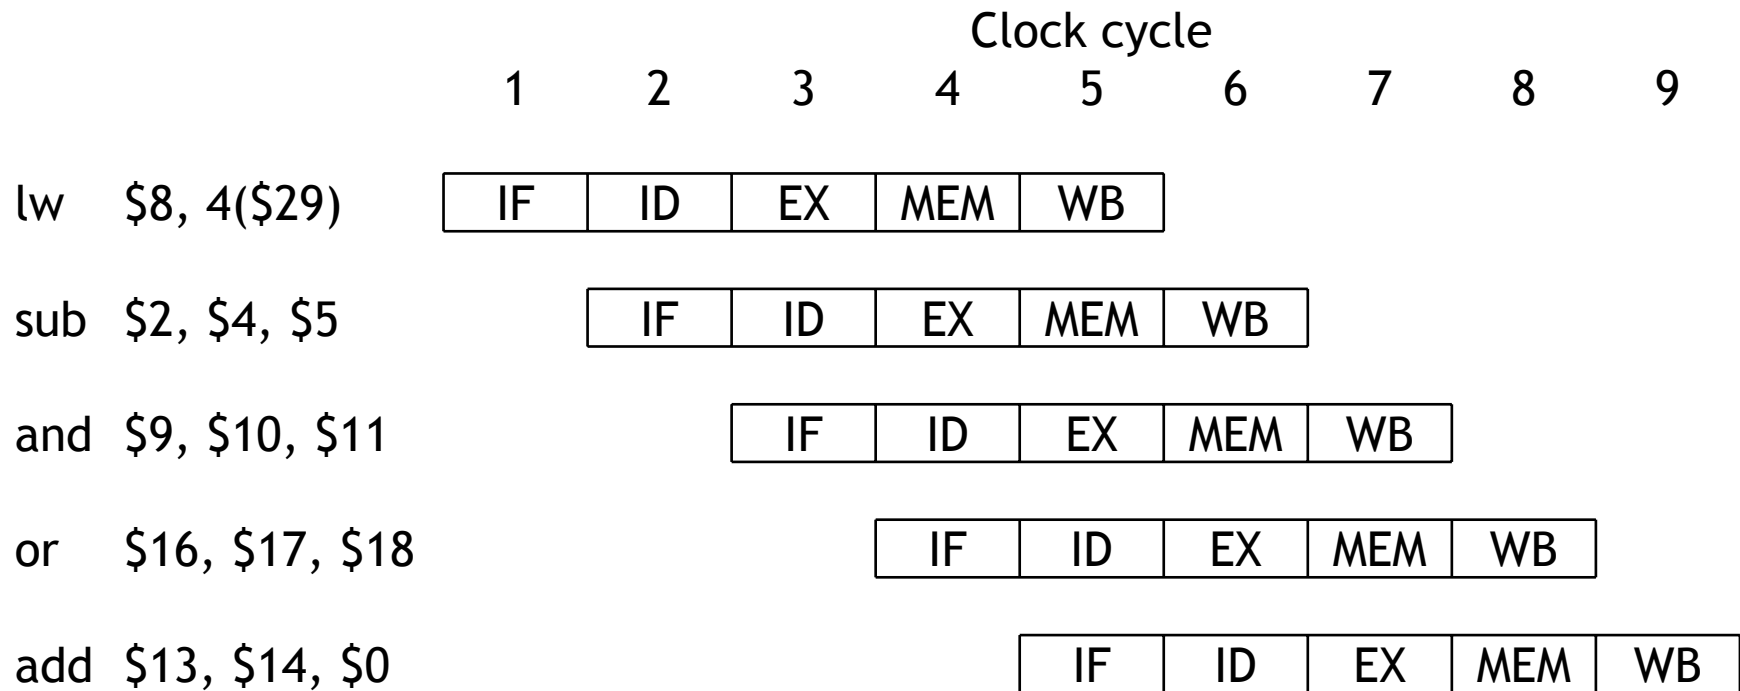 Clock cycle
1 2 3 4 5 6 7 8 9
lw $8, 4($29) IF ID EX MEM WB
sub $2, $4, $5 IF ID EX MEM WB
and $9, $10, $11 IF ID EX MEM WB
or $16, $17, $18 IF ID EX MEM WB
add $13, $14, $0 IF ID EX MEM WB